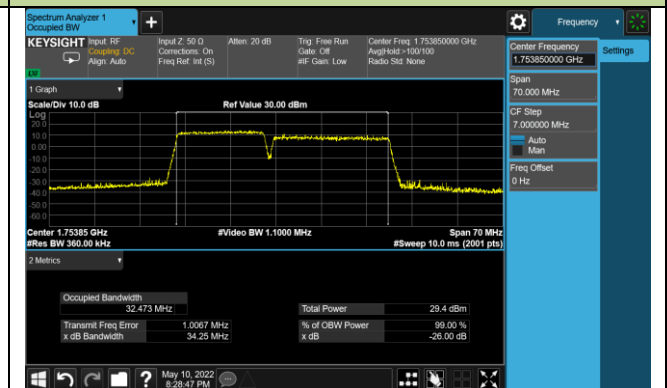 Spectrum Analyzer 1
Occupied BW
Frequency
KEYSIGHT
Input: RF
Coupling: DC
Align: Auto
Input Z: 50 Ω
Corrections: On
Freq Ref: Int (S)
Atten: 20 dB
Trig: Free Run
Gate: Off
#IF Gain: Low
Center Freq: 1.753850000 GHz
Avg|Hold:>100/100
Radio Std: None
Center Frequency
1.753850000 GHz
Settings
Span
70.000 MHz
CF Step
7.000000 MHz
Auto
Man
Freq Offset
0 Hz
1 Graph
Scale/Div 10.0 dB
Ref Value 30.00 dBm
Log
20.0
10.0
0.00
-10.0
-20.0
-30.0
-40.0
-50.0
-60.0
Center 1.75385 GHz
#Video BW 1.1000 MHz
Span 70 MHz
#Res BW 360.00 kHz
#Sweep 10.0 ms (2001 pts)
2 Metrics
Occupied Bandwidth
32.473 MHz
Total Power
29.4 dBm
Transmit Freq Error
1.0067 MHz
% of OBW Power
99.00 %
x dB Bandwidth
34.25 MHz
x dB
-26.00 dB
May 10, 2022
8:28:47 PM